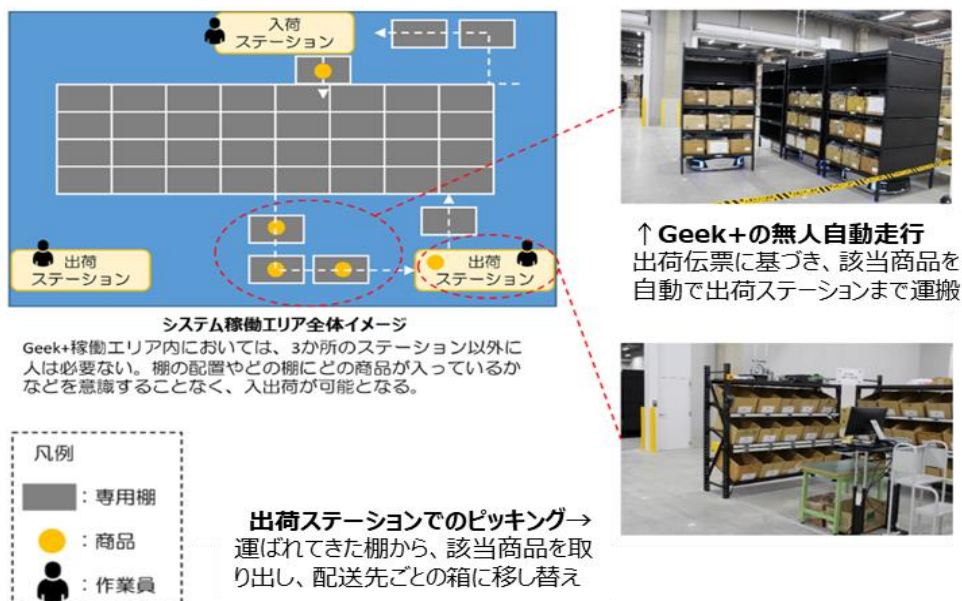 入荷
ステーション
出荷
ステーション
出荷
ステーション
システム稼働エリア全体イメージ
Geek+稼働エリア内においては、3か所のステーション以外に
人は必要ない。棚の配置やどの棚にどの商品が入っているか
などを意識することなく、入出荷が可能となる。
↑Geek+の無人自動走行
出荷伝票に基づき、該当商品を
自動で出荷ステーションまで運搬
凡例
：専用棚
：商品
：作業員
出荷ステーションでのピッキング→
運ばれてきた棚から、該当商品を取
り出し、配送先ごとの箱に移し替え